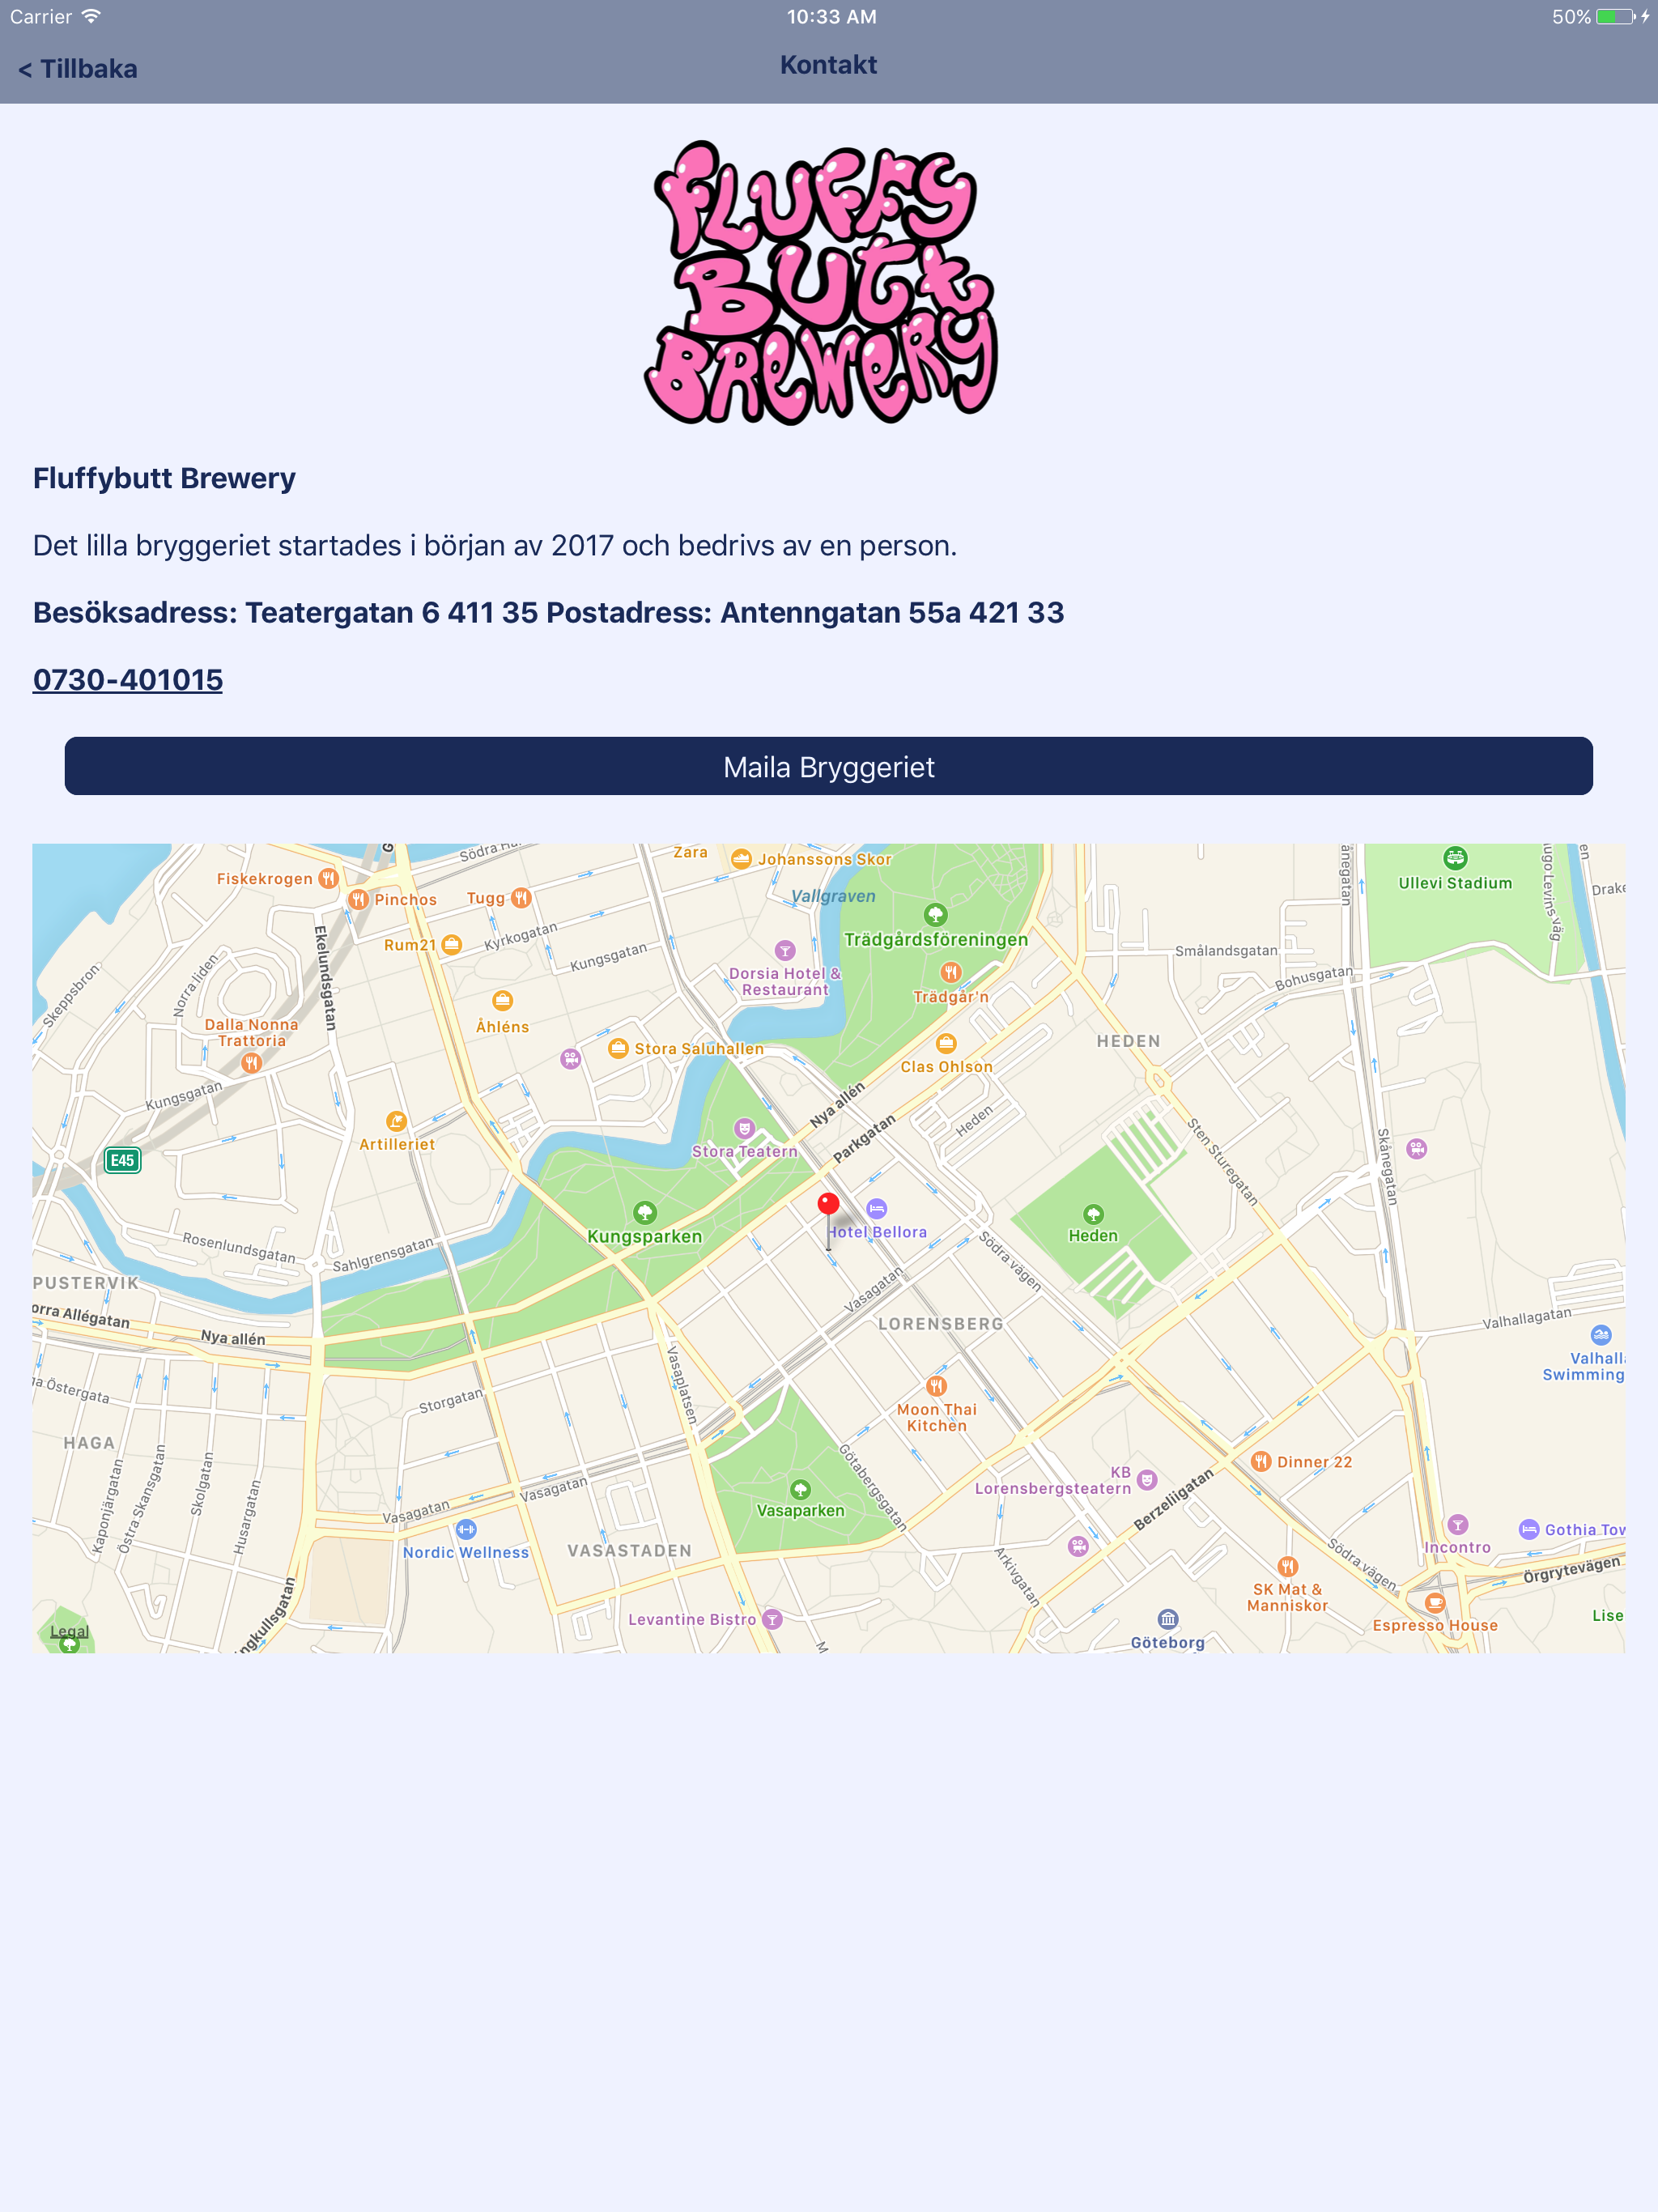 Carrier 10:33 AM 50%
< Tillbaka Kontakt
FLUFFY
BUTT
BREWERY
Fluffybutt Brewery
Det lilla bryggeriet startades i början av 2017 och bedrivs av en person.
Besöksadress: Teatergatan 6 411 35 Postadress: Antenngatan 55a 421 33
0730-401015
Maila Bryggeriet
Zara
Johanssons Skor
Fiskekrogen
Pinchos
Tugg
Vallgraven
Ullevi Stadium
Rum21
Kyrkogatan
Kungsgatan
Trädgårdsföreningen
Smålandsgatan
Bohusgatan
Skeppsbron
Norra liden
Ekelundsgatan
Dorsia Hotel &
Restaurant
Trädgår'n
Åhléns
Dalla Nonna
Trattoria
Stora Saluhallen
Clas Ohlson
HEDEN
Kungsgatan
Nya allén
Parkgatan
Heden
Sten Sturegatan
Skånegatan
Artilleriet
E45
Stora Teatern
Kungsparken
Hotel Bellora
Heden
Rosenlundsgatan
Sahlgrensgatan
Södra vägen
PUSTERVIK
orra Allégatan
Nya allén
Vasagatan
LORENSBERG
Valhallagatan
Valhalla
Swimming
ga Östergata
Storgatan
Vasaplatsen
Moon Thai
Kitchen
HAGA
Kaponjärgatan
Östra Skansgatan
Skolgatan
Husargatan
Götabergsgatan
KB
Lorensbergsteatern
Dinner 22
Vasagatan
Vasagatan
Vasaparken
Berzeliigatan
Nordic Wellness
VASASTADEN
Arkivgatan
Södra vägen
Incontro
Gothia Tow
Örgrytevägen
SK Mat &
Manniskor
Espresso House
Levantine Bistro
Göteborg
Lise
Legal
ingkullsgatan